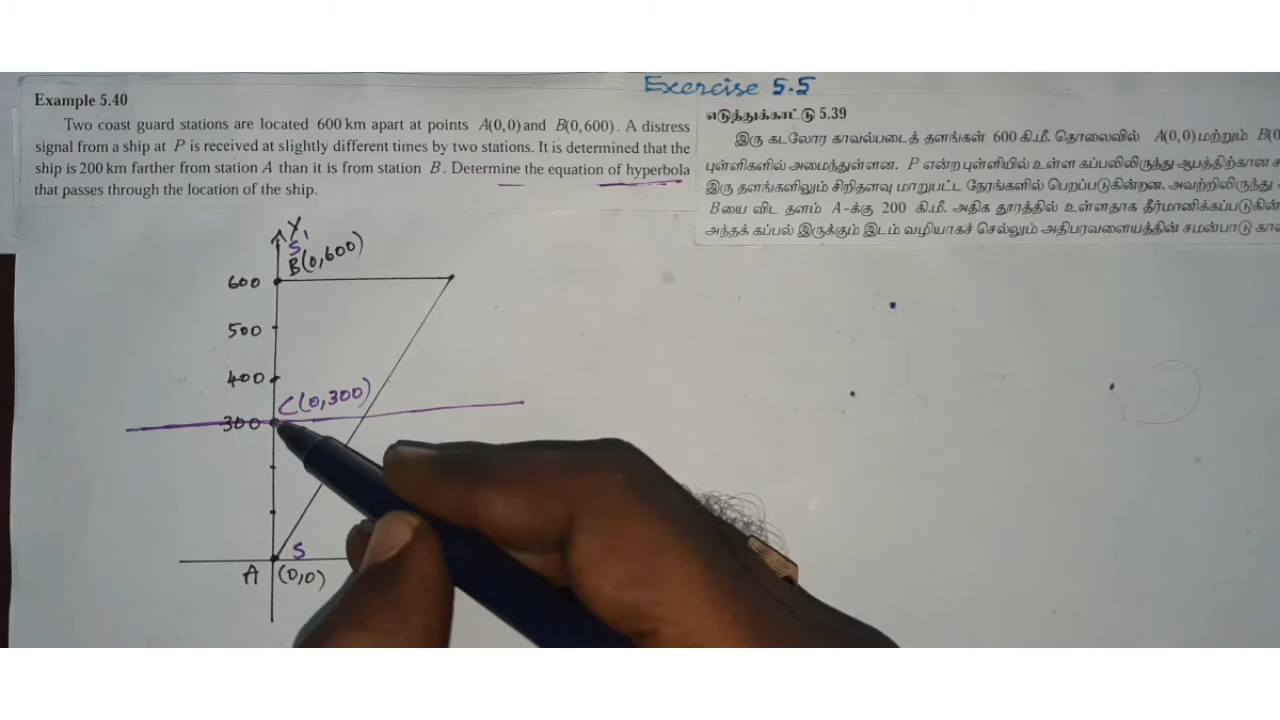 Exercise 5.5
Example 5.40
Two coast guard stations are located 600 km apart at points A(0,0) and B(0,600). A distress
signal from a ship at P is received at slightly different times by two stations. It is determined that the
ship is 200 km farther from station A than it is from station B. Determine the equation of hyperbola
that passes through the location of the ship.
எடுத்துக்காட்டு 5.39
இரு கடலோர காவல்படைத் தளங்கள் 600 கி.மீ. தொலைவில் A(0,0) மற்றும் B(0
புள்ளிகளில் அமைந்துள்ளன. P என்ற புள்ளியில் உள்ள கப்பலிலிருந்து ஆபத்திற்கான
இரு தளங்களிலும் சிறிதளவு மாறுபட்ட நேரங்களில் பெறப்படுகின்றன. அவற்றிலிருந்து
Bயை விட தளம் A-க்கு 200 கி.மீ. அதிக தூரத்தில் உள்ளதாக தீர்மானிக்கப்படுகின்
அந்தக் கப்பல் இருக்கும் இடம் வழியாகச் செல்லும் அதிபரவளையத்தின் சமன்பாடு கா
Y
S1
B(0,600)
600
500
400
C(0,300)
300
S
A (0,0)